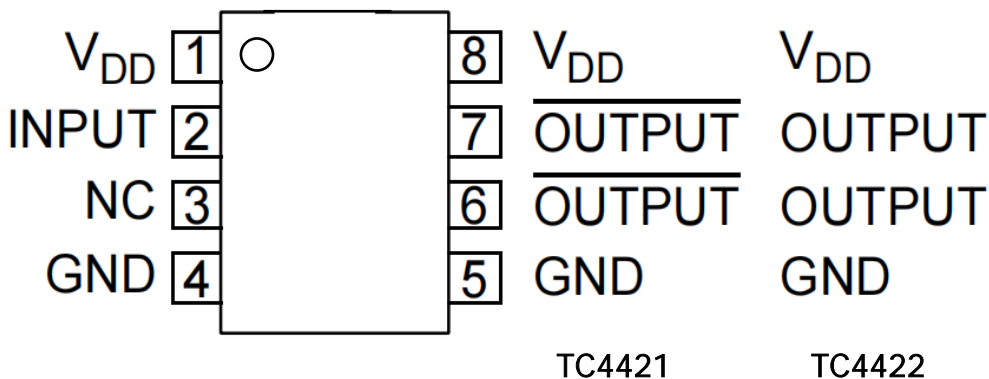 VDD 1 8 VDD VDD
INPUT 2 7 OUTPUT OUTPUT
NC 3 6 OUTPUT OUTPUT
GND 4 5 GND GND
TC4421 TC4422